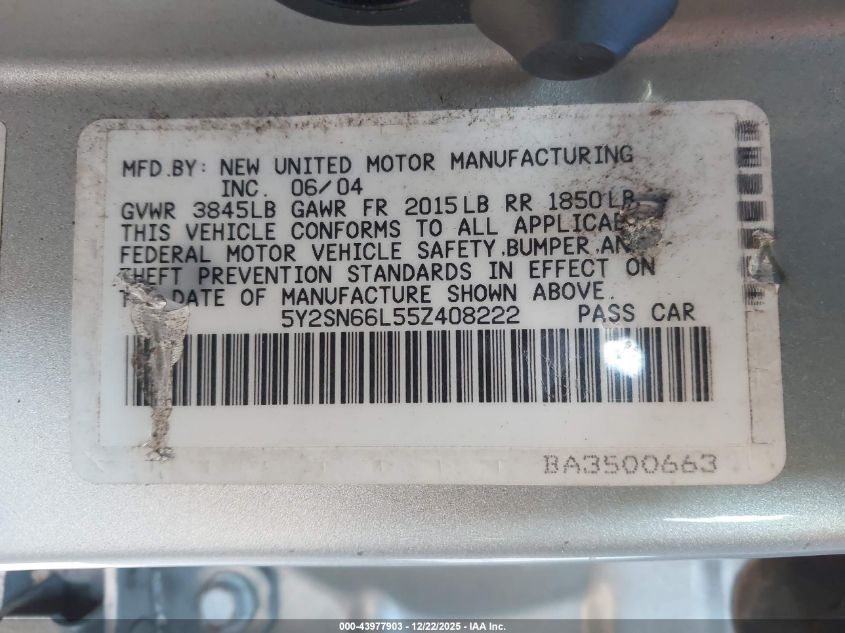 MFD.BY: NEW UNITED MOTOR MANUFACTURING
INC. 06/04
GVWR 3845LB GAWR FR 2015LB RR 1850LB
THIS VEHICLE CONFORMS TO ALL
FEDERAL MOTOR VEHICLE SAFETY,BUMPER,
THEFT PREVENTION STANDARDS IN EFFECT ON
DATE OF MANUFACTURE SHOWN ABOVE.
5Y2SN66L55Z408222 PASS CAR
BA3500663
000-43977903 - 12/22/2025 - IAA Inc.